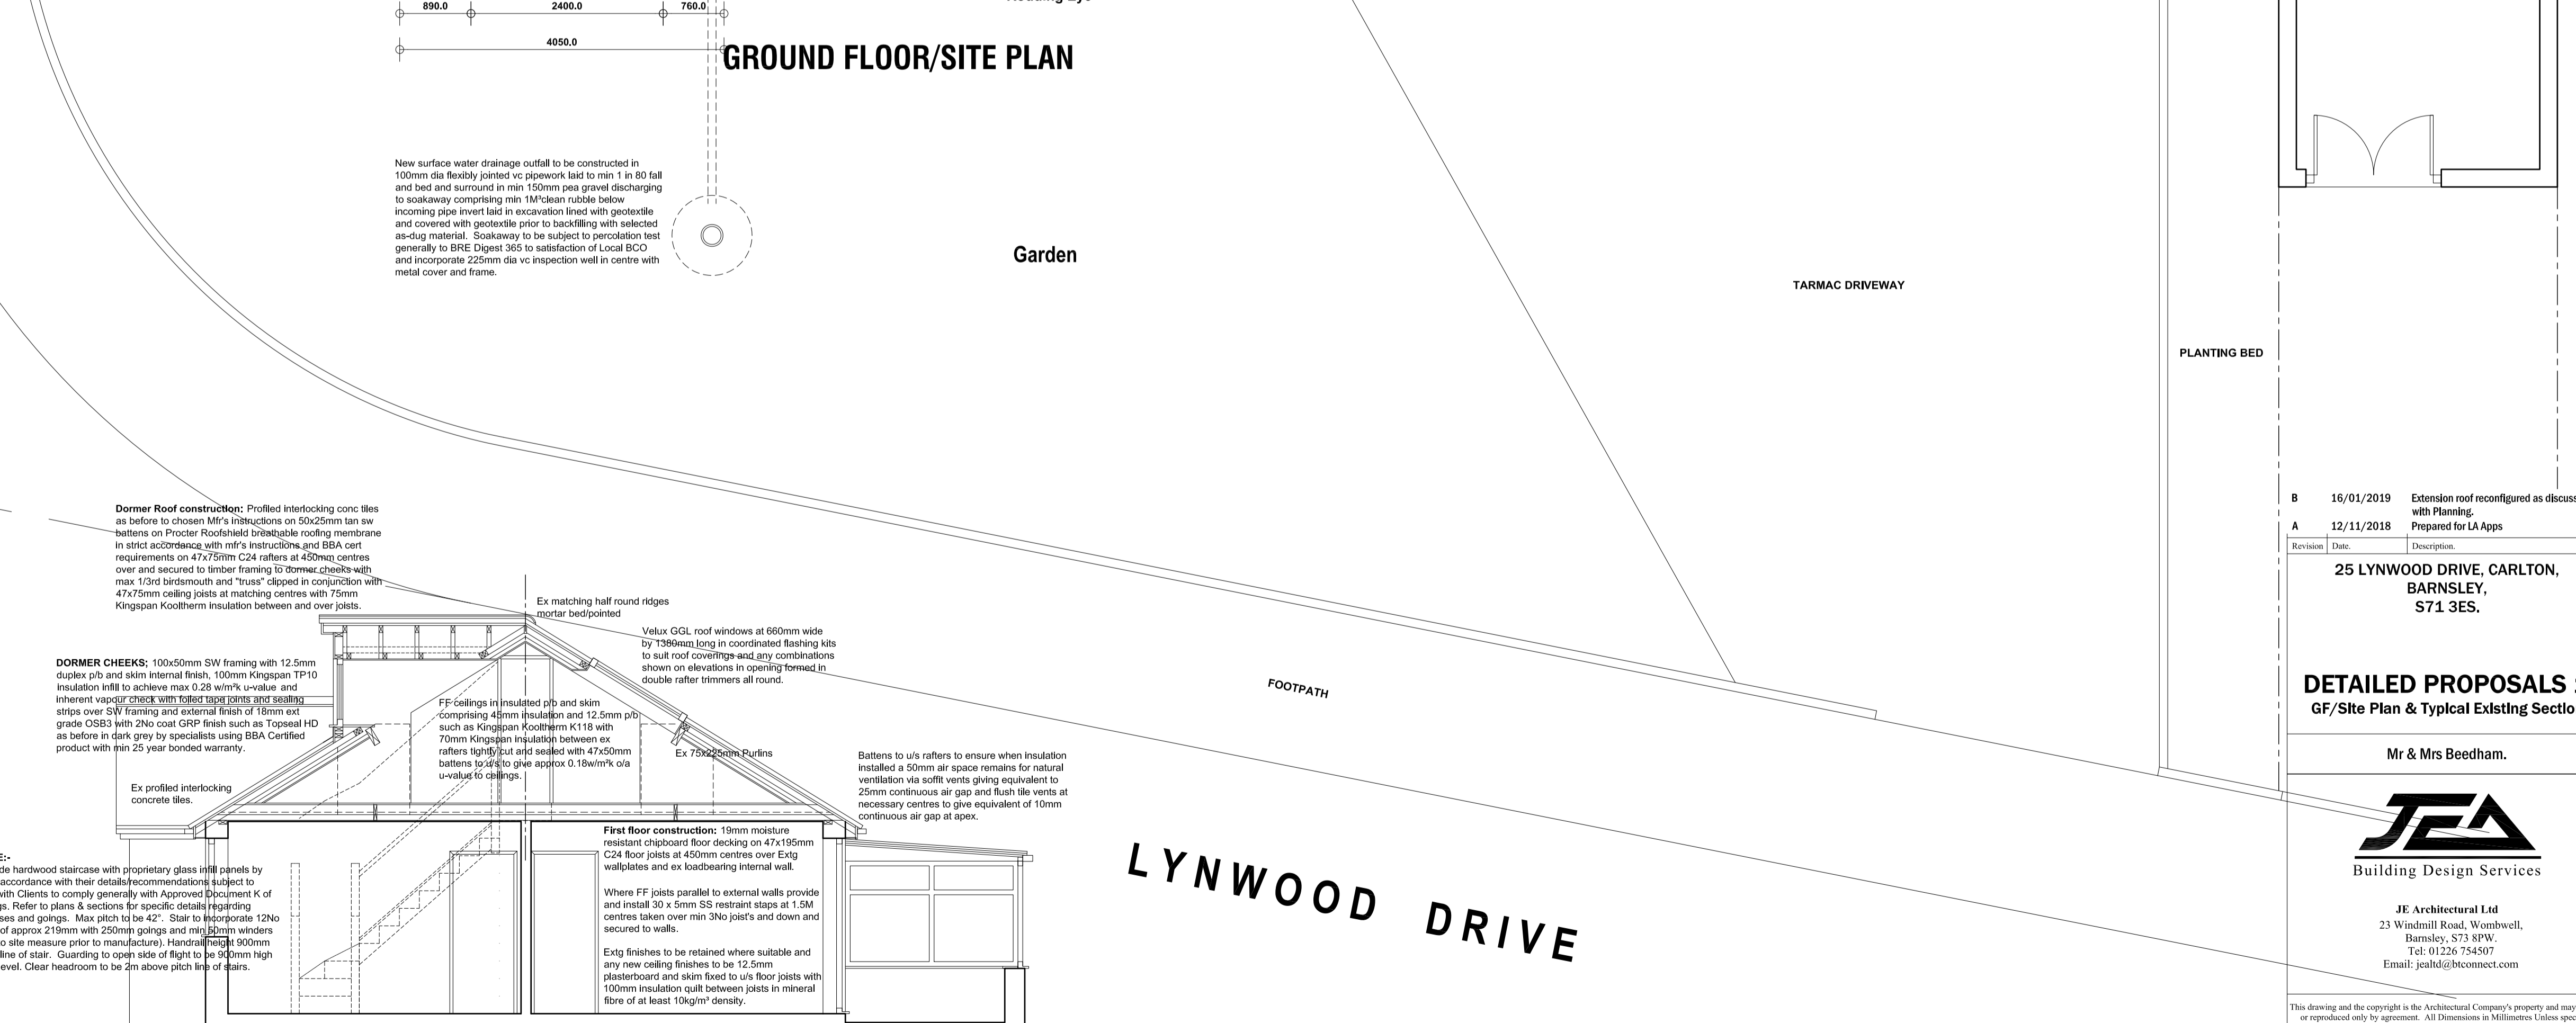 890.0
2400.0
760.0
4050.0
GROUND FLOOR/SITE PLAN
New surface water drainage outfall to be constructed in
100mm dia flexibly jointed vc pipework laid to min 1 in 80 fall
and bed and surround in min 150mm pea gravel discharging
to soakaway comprising min 1M³clean rubble below
incoming pipe invert laid in excavation lined with geotextile
and covered with geotextile prior to backfilling with selected
as-dug material.  Soakaway to be subject to percolation test
generally to BRE Digest 365 to satisfaction of Local BCO
and incorporate 225mm dia vc inspection well in centre with
metal cover and frame.
Garden
TARMAC DRIVEWAY
PLANTING BED
Dormer Roof construction: Profiled interlocking conc tiles
as before to chosen Mfr's instructions on 50x25mm tan sw
battens on Procter Roofshield breathable roofing membrane
in strict accordance with mfr's instructions and BBA cert
requirements on 47x75mm C24 rafters at 450mm centres
over and secured to timber framing to dormer cheeks with
max 1/3rd birdsmouth and "truss" clipped in conjunction with
47x75mm ceiling joists at matching centres with 75mm
Kingspan Kooltherm insulation between and over joists.
Ex matching half round ridges
mortar bed/pointed
Velux GGL roof windows at 660mm wide
by 1380mm long in coordinated flashing kits
to suit roof coverings and any combinations
shown on elevations in opening formed in
double rafter trimmers all round.
DORMER CHEEKS; 100x50mm SW framing with 12.5mm
duplex p/b and skim internal finish, 100mm Kingspan TP10
insulation infill to achieve max 0.28 w/m²k u-value and
inherent vapour check with foiled tape joints and sealing
strips over SW framing and external finish of 18mm ext
grade OSB3 with 2No coat GRP finish such as Topseal HD
as before in dark grey by specialists using BBA Certified
product with min 25 year bonded warranty.
FF ceilings in insulated p/b and skim
comprising 45mm insulation and 12.5mm p/b
such as Kingspan Kooltherm K118 with
70mm Kingspan insulation between ex
rafters tightly cut and sealed with 47x50mm
battens to u/s to give approx 0.18w/m²k o/a
u-value to ceilings.
Ex 75x225mm Purlins
Ex profiled interlocking
concrete tiles.
Battens to u/s rafters to ensure when insulation
installed a 50mm air space remains for natural
ventilation via soffit vents giving equivalent to
25mm continuous air gap and flush tile vents at
necessary centres to give equivalent of 10mm
continuous air gap at apex.
First floor construction: 19mm moisture
resistant chipboard floor decking on 47x195mm
C24 floor joists at 450mm centres over Extg
wallplates and ex loadbearing internal wall.
Where FF joists parallel to external walls provide
and install 30 x 5mm SS restraint staps at 1.5M
centres taken over min 3No joist's and down and
secured to walls.
Extg finishes to be retained where suitable and
any new ceiling finishes to be 12.5mm
plasterboard and skim fixed to u/s floor joists with
100mm insulation quilt between joists in mineral
fibre of at least 10kg/m³ density.
E:-
de hardwood staircase with proprietary glass infill panels by
accordance with their details/recommendations subject to
with Clients to comply generally with Approved Document K of
gs. Refer to plans & sections for specific details regarding
ses and goings.  Max pitch to be 42°.  Stair to incorporate 12No
of approx 219mm with 250mm goings and min 50mm winders
o site measure prior to manufacture). Handrail height 900mm
line of stair.  Guarding to open side of flight to be 900mm high
evel. Clear headroom to be 2m above pitch line of stairs.
FOOTPATH
LYNWOOD DRIVE
B 16/01/2019 Extension roof reconfigured as discuss
with Planning.
A 12/11/2018 Prepared for LA Apps
Revision Date. Description.
25 LYNWOOD DRIVE, CARLTON,
BARNSLEY,
S71 3ES.
DETAILED PROPOSALS
GF/Site Plan & Typical Existing Sectio
Mr & Mrs Beedham.
JEA
Building Design Services
JE Architectural Ltd
23 Windmill Road, Wombwell,
Barnsley, S73 8PW.
Tel: 01226 754507
Email: jealtd@btconnect.com
This drawing and the copyright is the Architectural Company's property and may
or reproduced only by agreement.  All Dimensions in Millimetres Unless spec